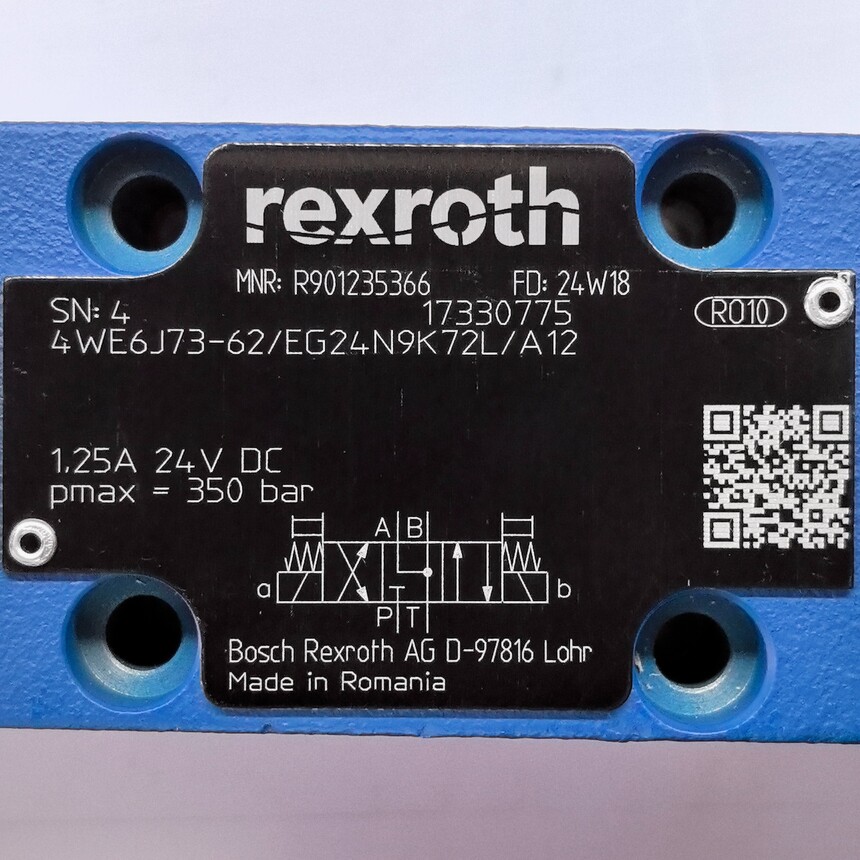 rexroth
MNR: R901235366 FD: 24W18
SN: 4 17330775
RO10
4WE6J73-62/EG24N9K72L/A12
1,25A 24V DC
pmax = 350 bar
A B
a b
P T
Bosch Rexroth AG D-97816 Lohr
Made in Romania